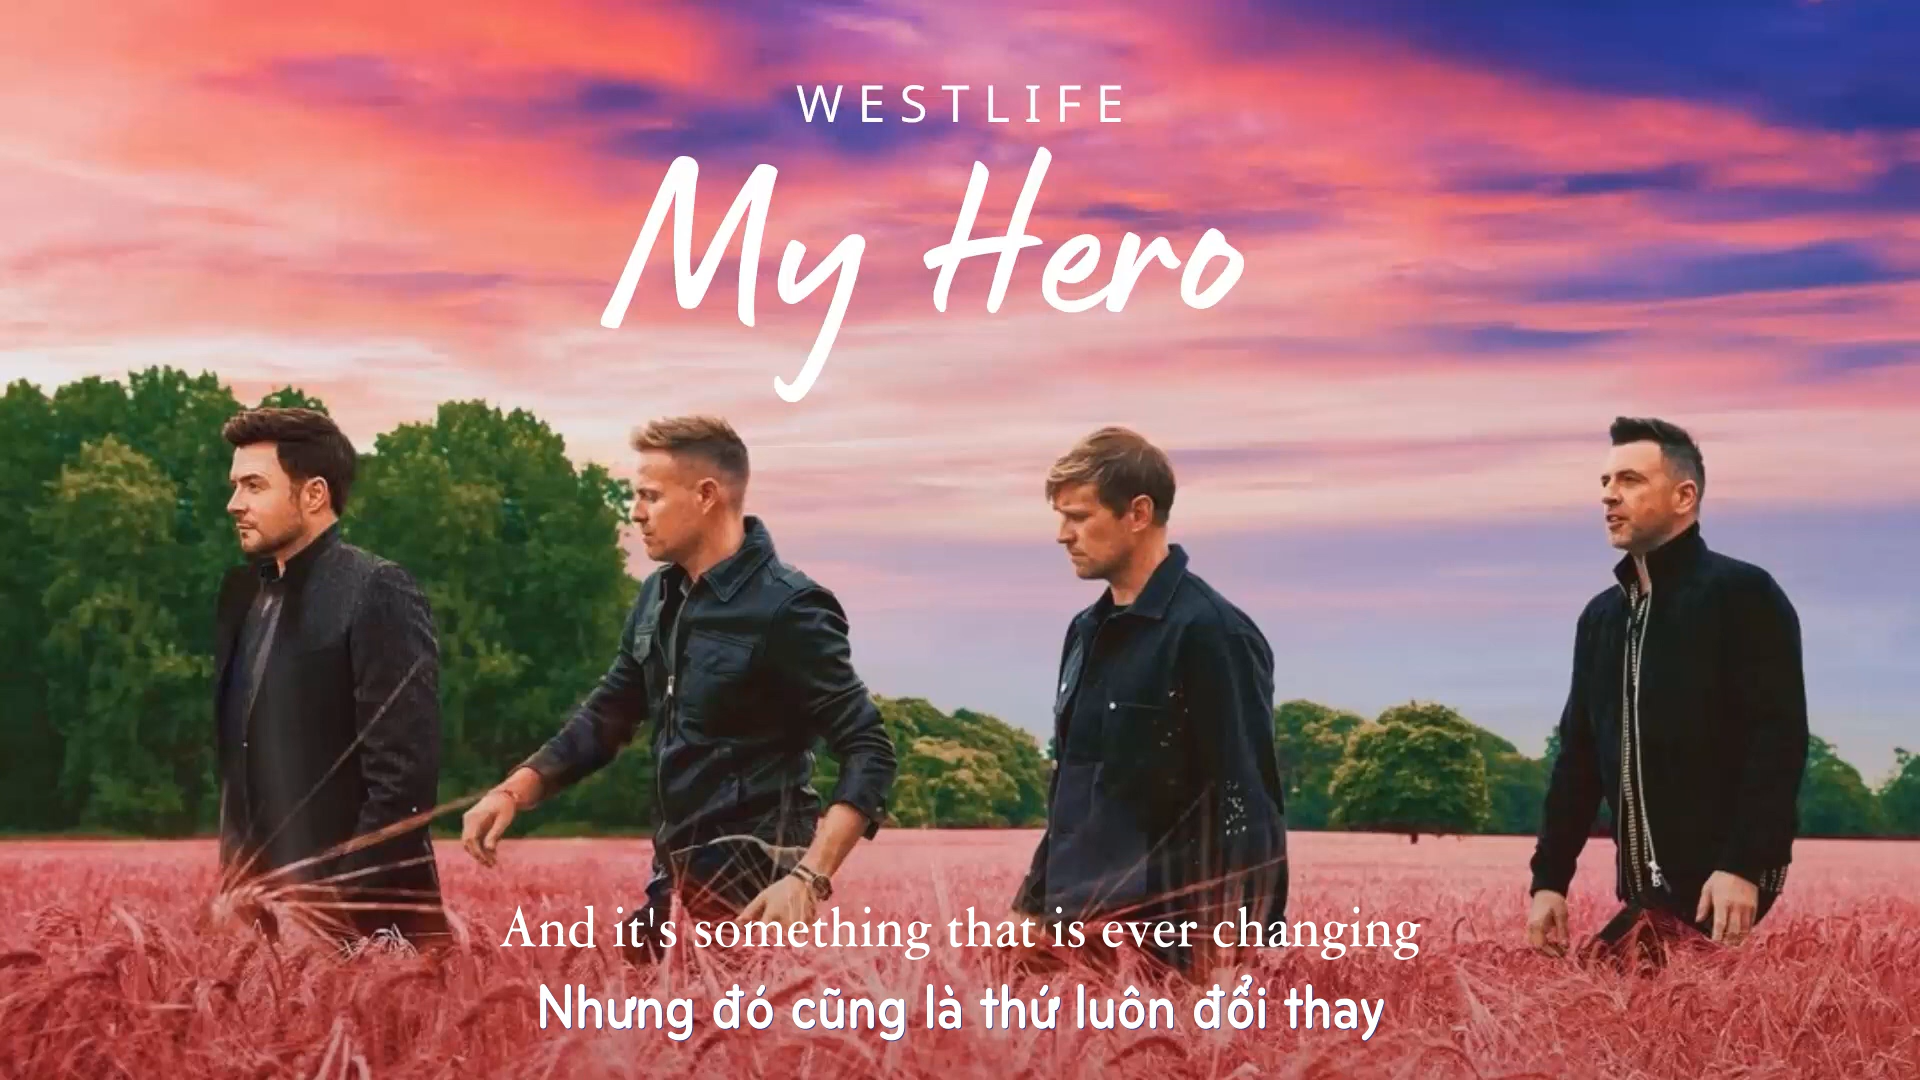 WESTLIFE
My Hero
And it's something that is ever changing
Nhưng đó cũng là thứ luôn đổi thay